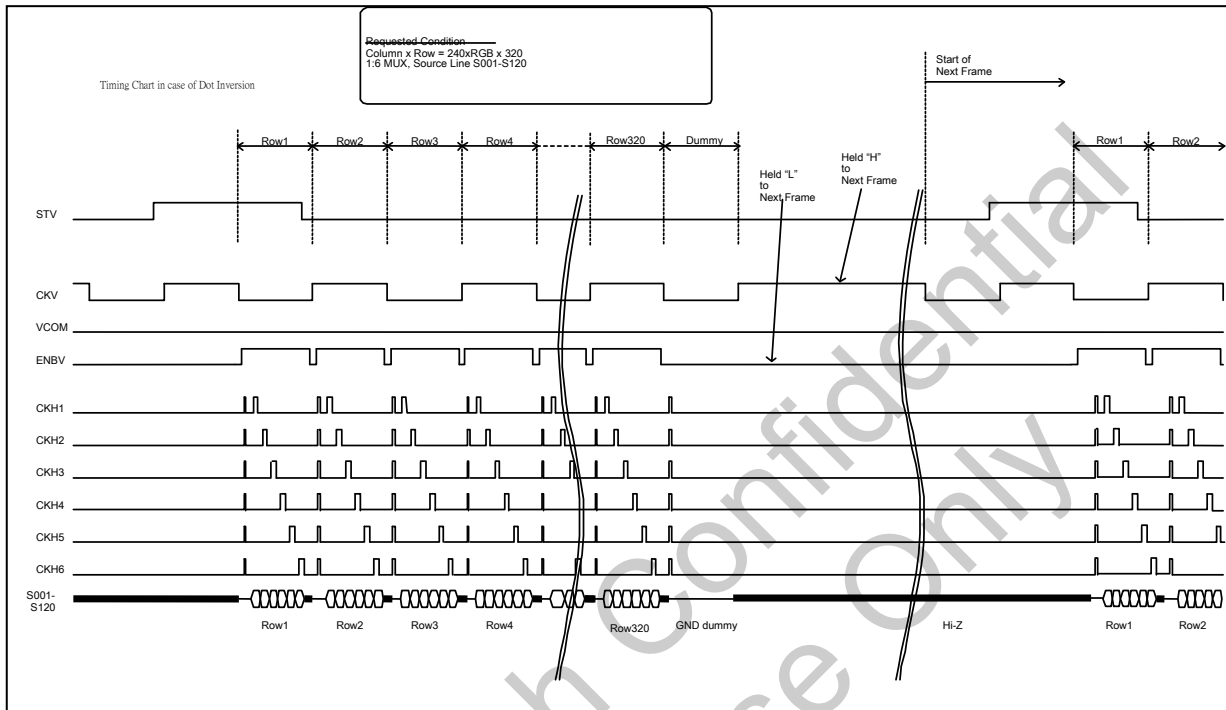 Requested Condition
Column x Row = 240xRGB x 320
1:6 MUX, Source Line S001-S120
Timing Chart in case of Dot Inversion
Start of
Next Frame
Row1
Row2
Row3
Row4
Row320
Dummy
Held “L”
to
Next Frame
Held “H”
to
Next Frame
Row1
Row2
STV
CKV
VCOM
ENBV
CKH1
CKH2
CKH3
CKH4
CKH5
CKH6
S001-
S120
Row1
Row2
Row3
Row4
Row320
GND dummy
Hi-Z
Row1
Row2
h Confidential
se Only